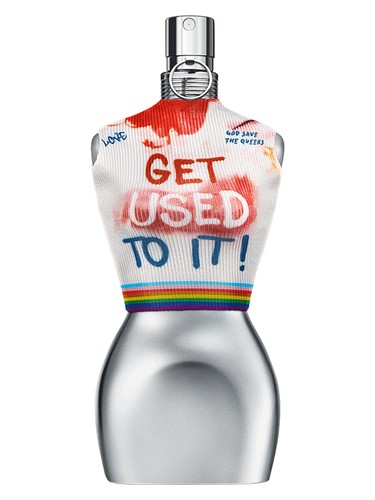 LOVE
GOD SAVE
THE QUEERS
GET
USED
TO IT!